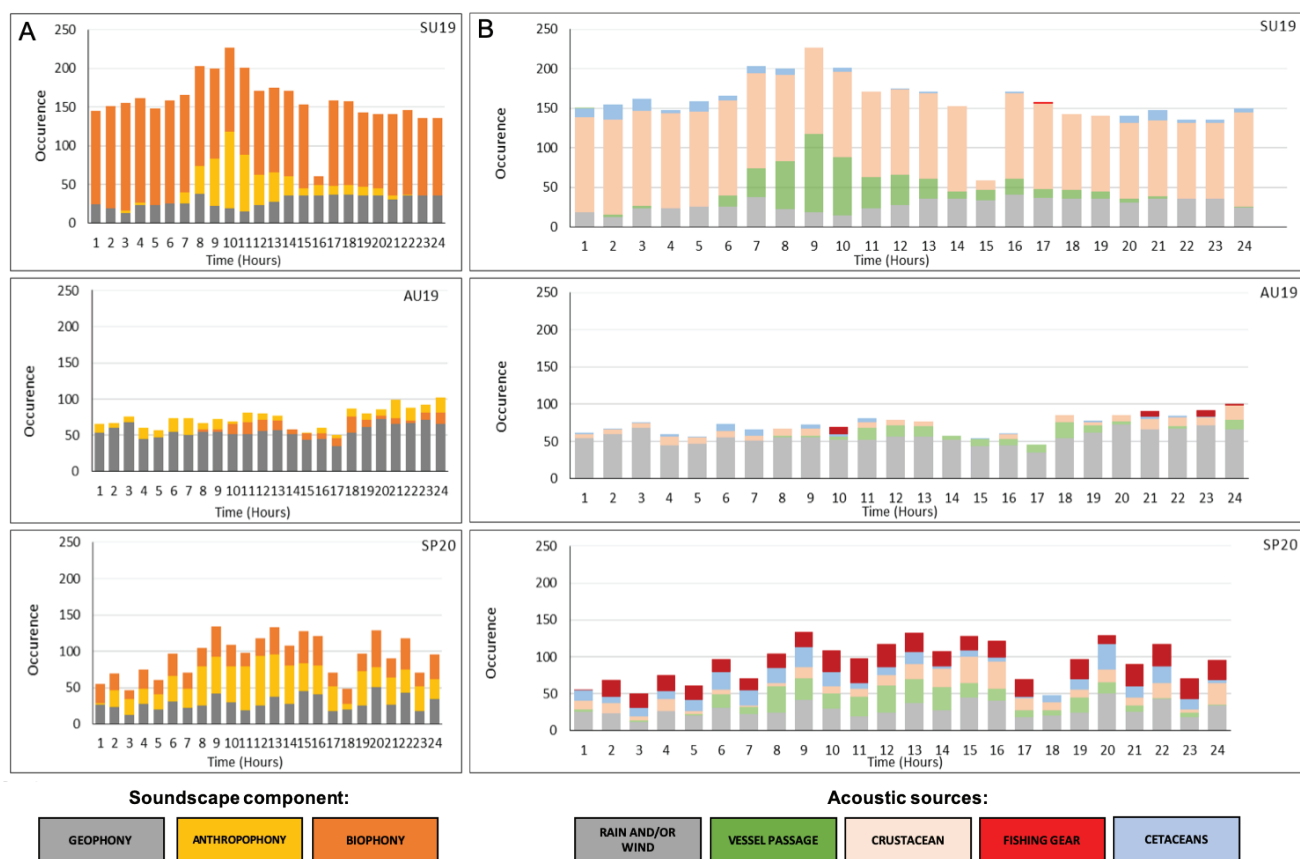 A
SU19
250
200
150
100
50
0
Occurence
1 2 3 4 5 6 7 8 9 10 11 12 13 14 15 16 17 18 19 20 21 22 23 24
Time (Hours)
B
SU19
250
200
150
100
50
0
Occurence
1 2 3 4 5 6 7 8 9 10 11 12 13 14 15 16 17 18 19 20 21 22 23 24
Time (Hours)
AU19
250
200
150
100
50
0
Occurence
1 2 3 4 5 6 7 8 9 10 11 12 13 14 15 16 17 18 19 20 21 22 23 24
Time (Hours)
AU19
250
200
150
100
50
0
Occurence
1 2 3 4 5 6 7 8 9 10 11 12 13 14 15 16 17 18 19 20 21 22 23 24
Time (Hours)
SP20
250
200
150
100
50
0
Occurence
1 2 3 4 5 6 7 8 9 10 11 12 13 14 15 16 17 18 19 20 21 22 23 24
Time (Hours)
SP20
250
200
150
100
50
0
Occurence
1 2 3 4 5 6 7 8 9 10 11 12 13 14 15 16 17 18 19 20 21 22 23 24
Time (Hours)
Soundscape component:
GEOPHONY
ANTHROPOPHONY
BIOPHONY
Acoustic sources:
RAIN AND/OR
WIND
VESSEL PASSAGE
CRUSTACEAN
FISHING GEAR
CETACEANS